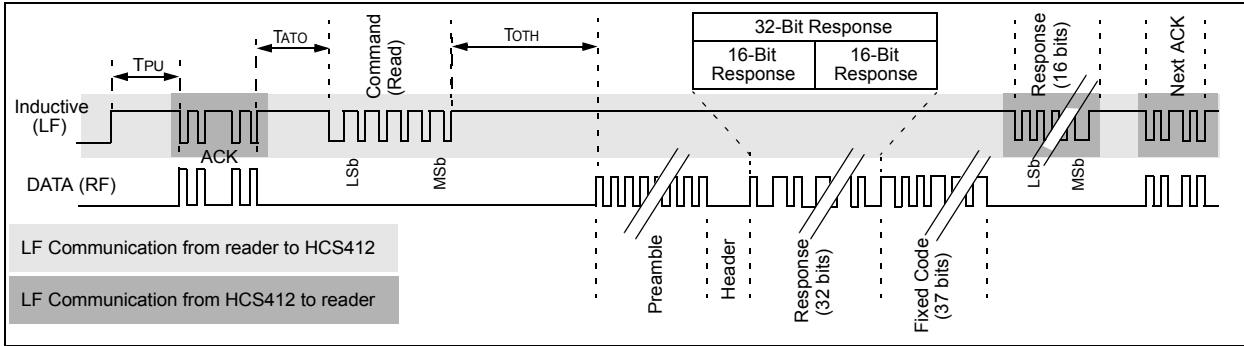 TPU
TATO
Command
(Read)
TOTH
32-Bit Response
16-Bit
Response
16-Bit
Response
Response
(16 bits)
Next ACK
Inductive
(LF)
ACK
LSb
MSb
LSb
MSb
DATA (RF)
Preamble
Header
Response
(32 bits)
Fixed Code
(37 bits)
LF Communication from reader to HCS412
LF Communication from HCS412 to reader